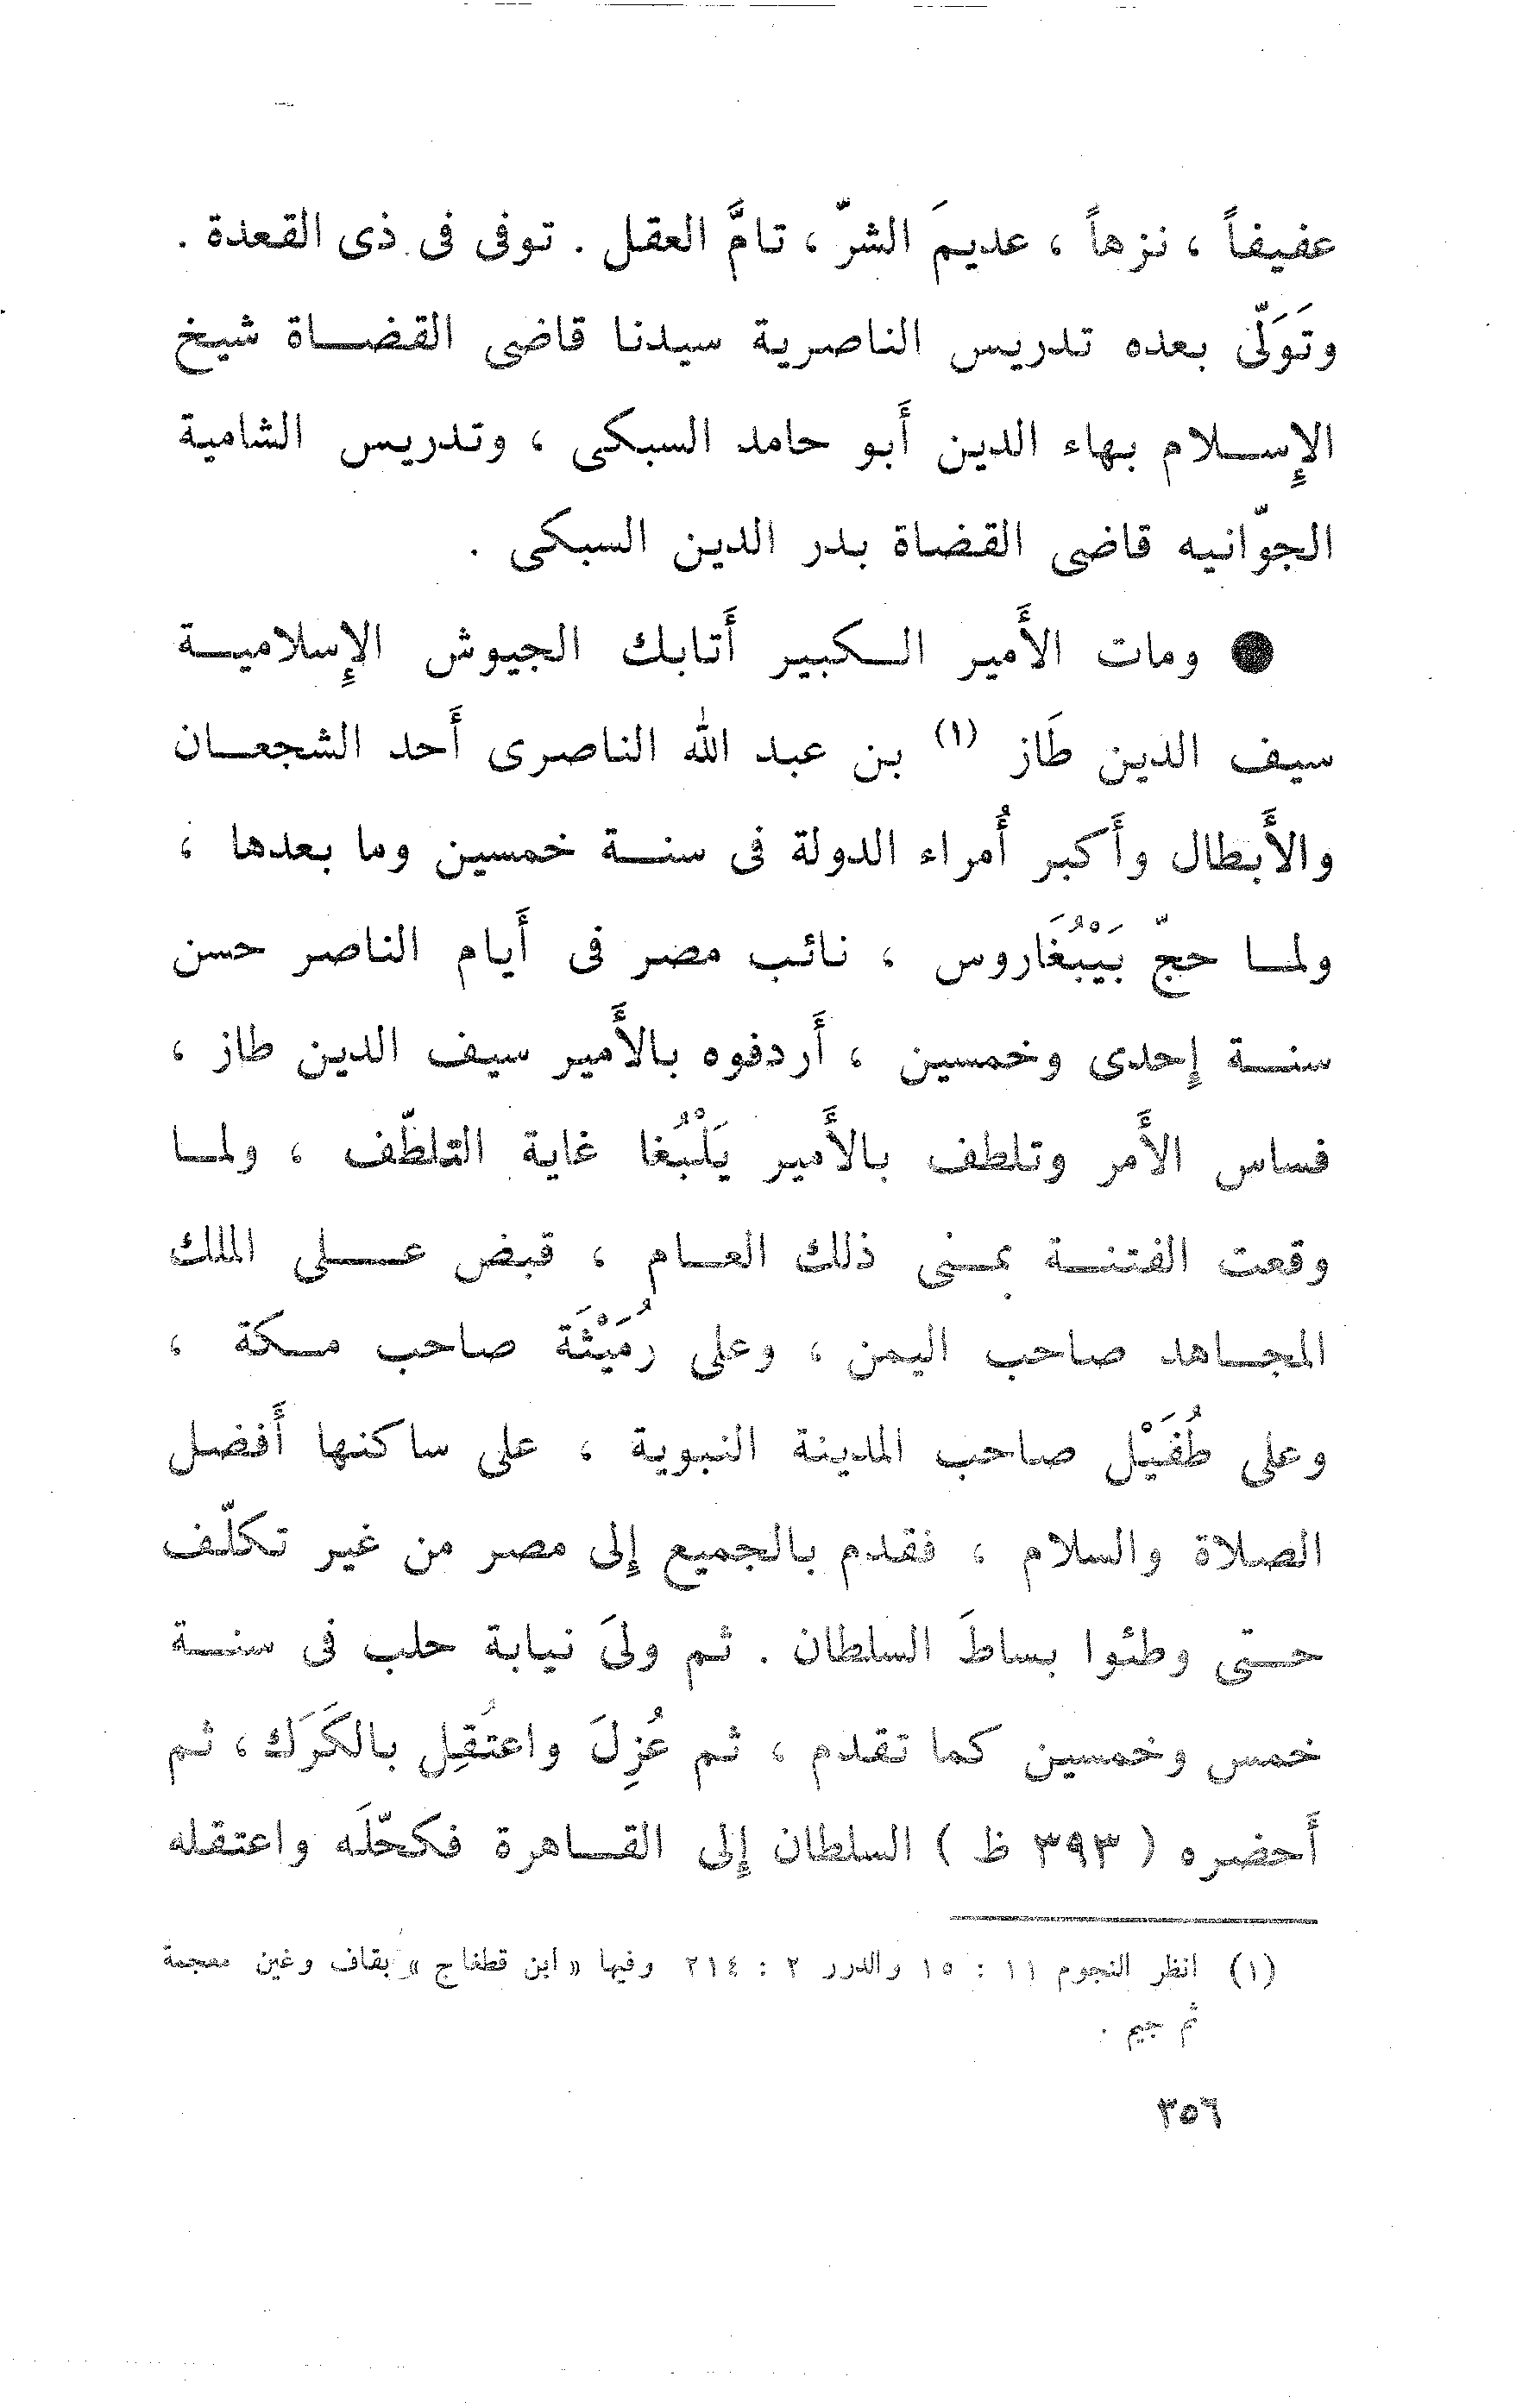 عفيفاً ، نزهاً ، عديمَ الشرّ ، تامَّ العقل . توفى فى ذى القعدة .
وتَوَلّى بعده تدريس الناصرية سيدنا قاضى القضاة شيخ
الإِسلام بهاء الدين أَبو حامد السبكى ، وتدريس الشامية
الجوّانيه قاضى القضاة بدر الدين السبكى .
● ومات الأَمير الكبير أَتابك الجيوش الإِسلامية
سيف الدين طَاز (١) بن عبد الله الناصرى أَحد الشجعان
والأَبطال وأَكبر أُمراء الدولة فى سنة خمسين وما بعدها ،
ولما حجّ بَيْبُغَاروس ، نائب مصر فى أَيام الناصر حسن
سنة إِحدى وخمسين ، أَردفوه بالأَمير سيف الدين طاز ،
فساس الأَمر وتلطف بالأَمير يَلْبُغا غاية التلطّف ، ولما
وقعت الفتنة بمنى ذلك العام ، قبض على الملك
المجاهد صاحب اليمن ، وعلى رُمَيْثَة صاحب مكة ،
وعلى طُفَيْل صاحب المدينة النبوية ، على ساكنها أَفضل
الصلاة والسلام ، فقدم بالجميع إِلى مصر من غير تكلّف
حتى وطئوا بساطَ السلطان . ثم ولىَ نيابة حلب فى سنة
خمس وخمسين كما تقدم ، ثم عُزِلَ واعتُقِل بالكَرَك ، ثم
أَحضره ( ٣٩٣ ظ ) السلطان إِلى القاهرة فكحّلَه واعتقله
(١) انظر النجوم ١١ : ١٥ والدرر ٢ : ٢١٤ وفيها « ابن قطغاج » بقاف وغين معجمة
ثم جيم .
٣٥٦